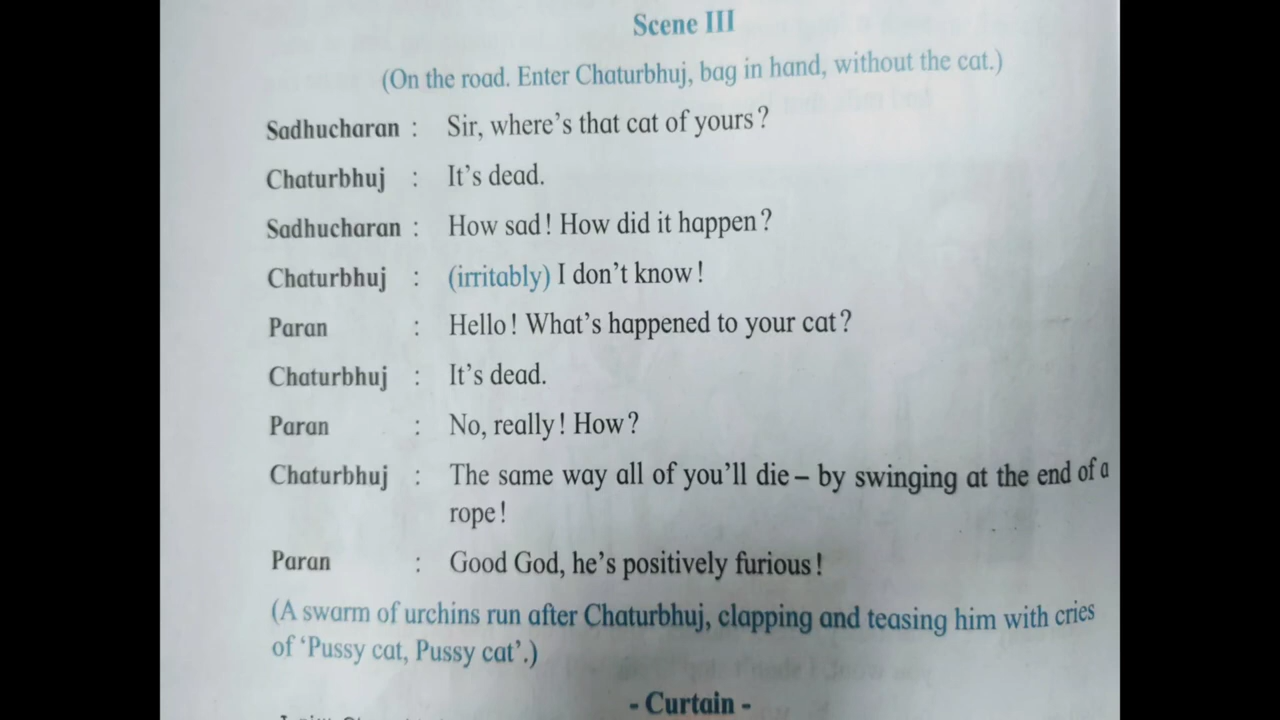 Scene III
(On the road. Enter Chaturbhuj, bag in hand, without the cat.)
Sadhucharan : Sir, where's that cat of yours?
Chaturbhuj : It's dead.
Sadhucharan : How sad! How did it happen?
Chaturbhuj : (irritably) I don't know!
Paran : Hello! What's happened to your cat?
Chaturbhuj : It's dead.
Paran : No, really! How?
Chaturbhuj : The same way all of you'll die – by swinging at the end of a
rope!
Paran : Good God, he's positively furious!
(A swarm of urchins run after Chaturbhuj, clapping and teasing him with cries
of 'Pussy cat, Pussy cat'.)
- Curtain -